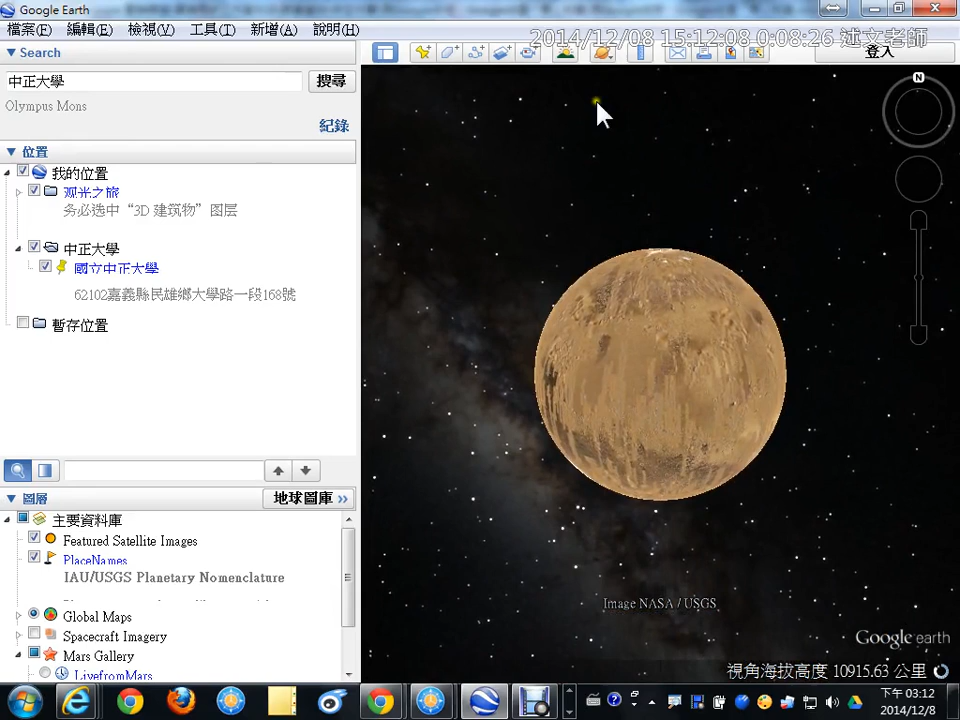 Google Earth
檔案(F) 編輯(E) 檢視(V) 工具(T) 新增(A) 說明(H)
2014/12/08 15:12:08 0:08:26 述文老師
Search
登入
中正大學
搜尋
Olympus Mons
紀錄
N
位置
我的位置
观光之旅
务必选中“3D 建筑物”图层
中正大學
國立中正大學
62102嘉義縣民雄鄉大學路一段168號
暫存位置
圖層
地球圖庫 »
主要資料庫
Featured Satellite Images
PlaceNames
IAU/USGS Planetary Nomenclature
Global Maps
Spacecraft Imagery
Mars Gallery
LivefromMars
Image NASA / USGS
Google earth
視角海拔高度 10915.63 公里
下午 03:12
2014/12/8